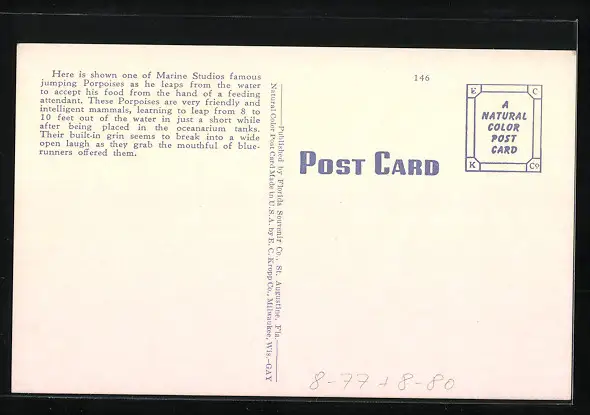 Here is shown one of Marine Studios famous
jumping Porpoises as he leaps from the water
to accept his food from the hand of a feeding
attendant. These Porpoises are very friendly and
intelligent mammals, learning to leap from 8 to
10 feet out of the water in just a short while
after being placed in the oceanarium tanks.
Their built-in grin seems to break into a wide
open laugh as they grab the mouthful of blue-
runners offered them.
Published by Florida Souvenir Co., St. Augustine, Fla.
Natural Color Post Card Made in U.S.A. by E. C. Kropp Co., Milwaukee, Wis.-GAY
146
POST CARD
E C
A
NATURAL
COLOR
POST
CARD
K Co
8-77 + 8-80